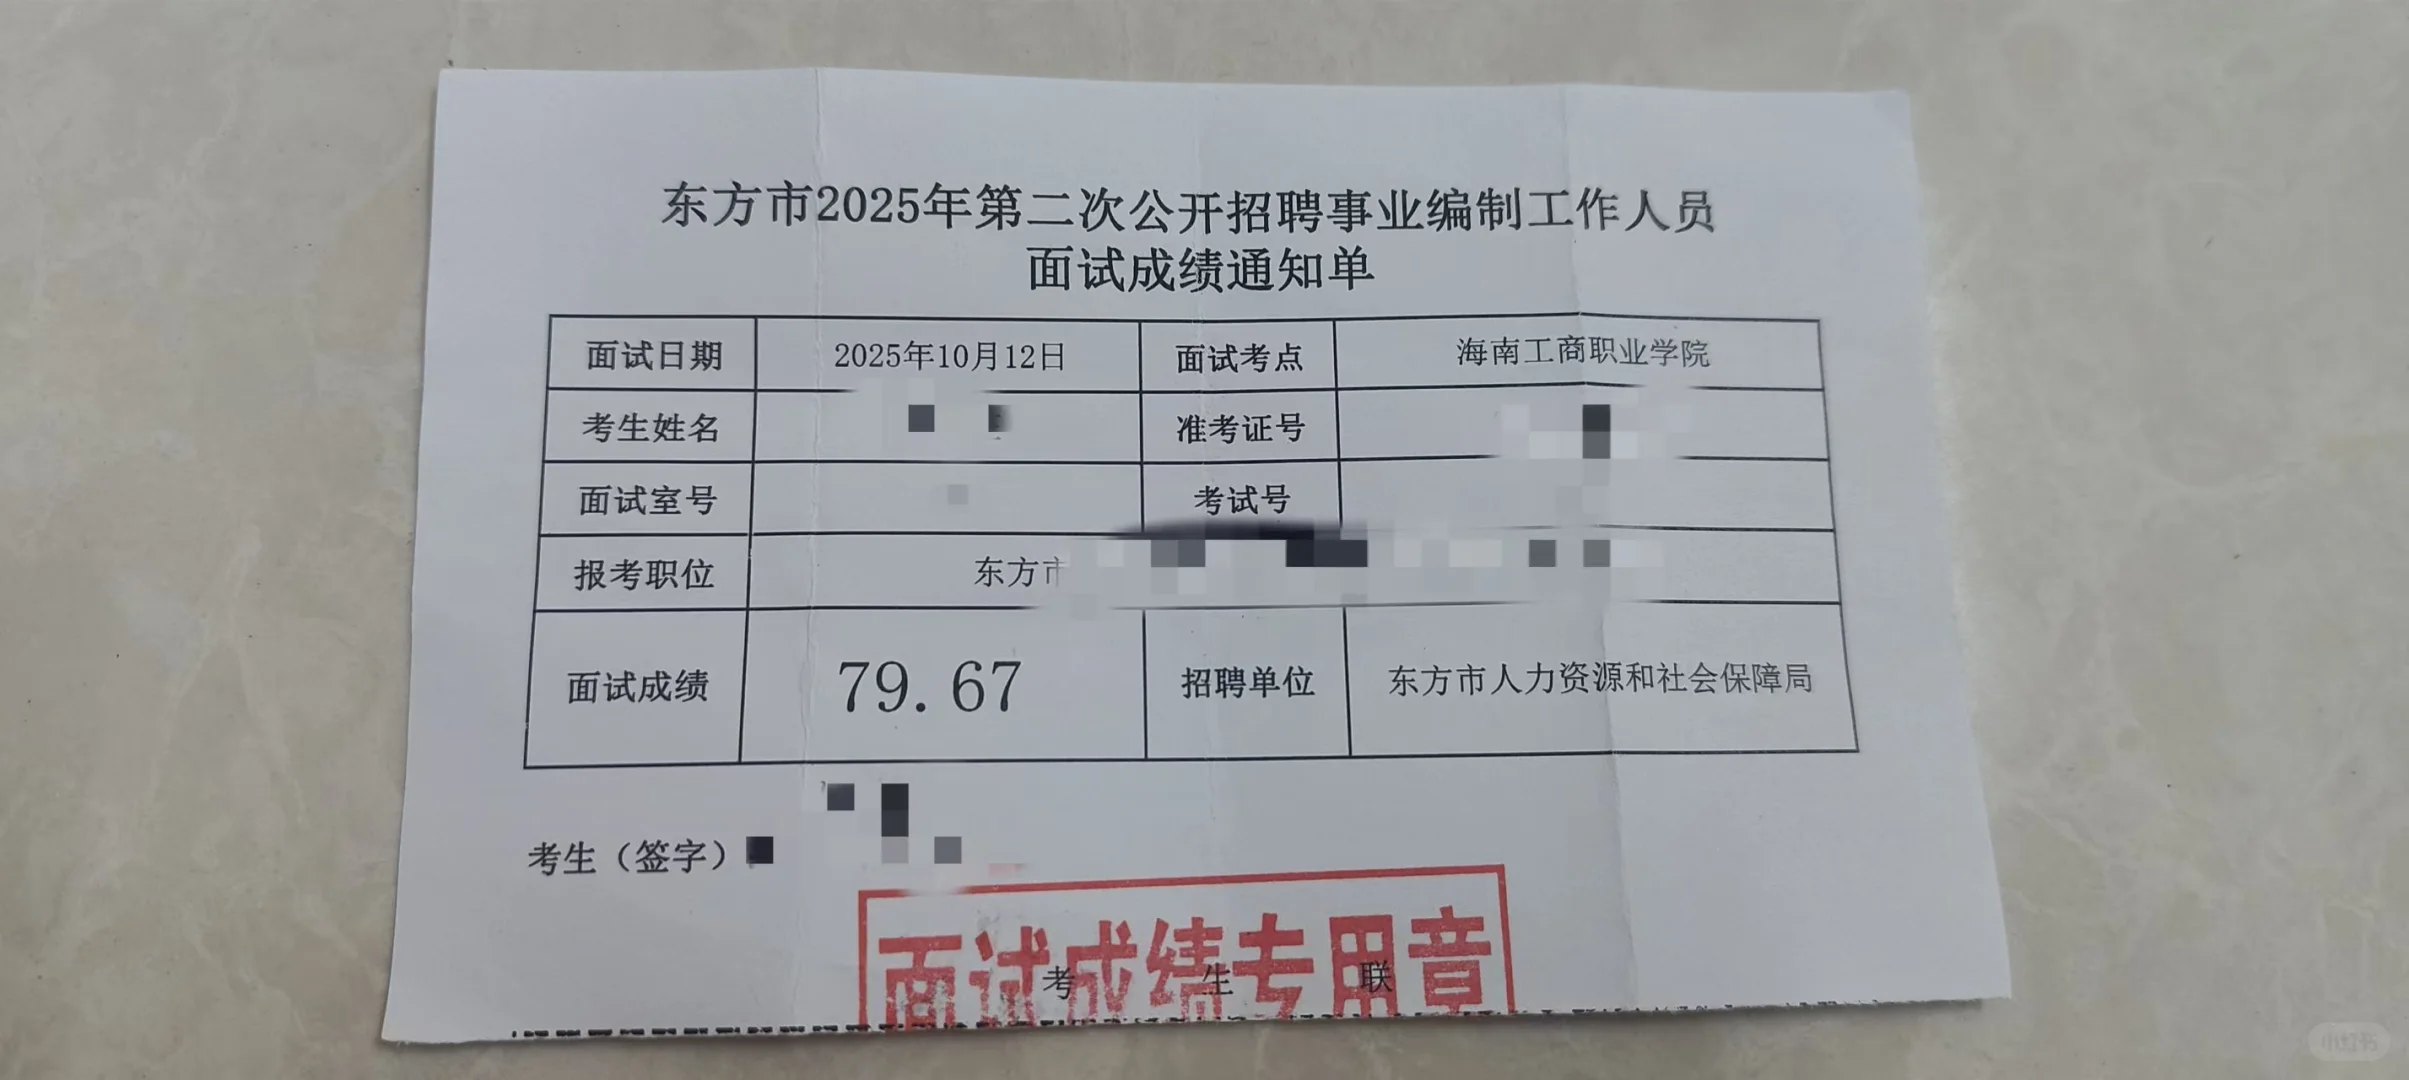 东方市2025年第二次公开招聘事业编制工作人员
面试成绩通知单
面试日期 2025年10月12日 面试考点 海南工商职业学院
考生姓名 准考证号
面试室号 考试号
报考职位 东方市
面试成绩 79.67 招聘单位 东方市人力资源和社会保障局
考生（签字）
面试成绩专用章
考生联
小红书